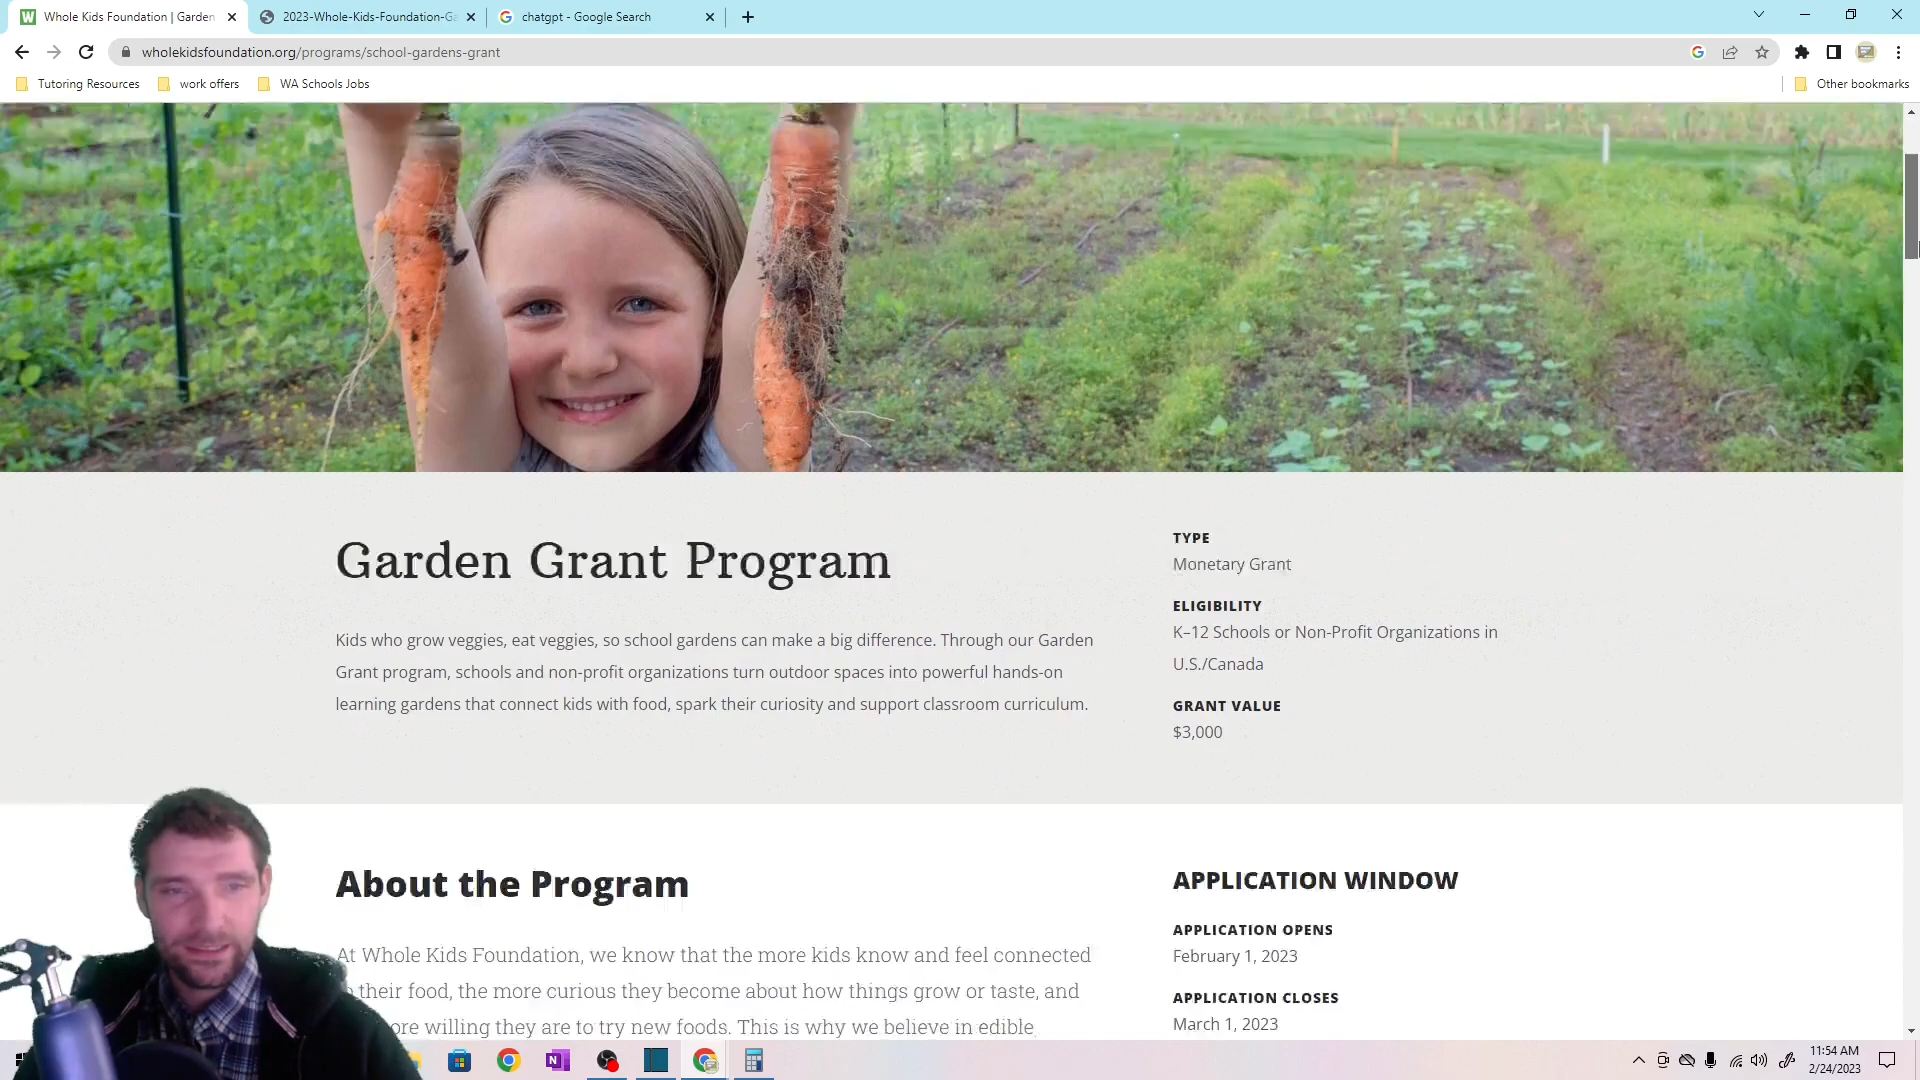 Whole Kids Foundation | Garden
2023-Whole-Kids-Foundation-Ga
chatgpt - Google Search
wholekidsfoundation.org/programs/school-gardens-grant
Tutoring Resources
work offers
WA Schools Jobs
Other bookmarks
Garden Grant Program
Kids who grow veggies, eat veggies, so school gardens can make a big difference. Through our Garden
Grant program, schools and non-profit organizations turn outdoor spaces into powerful hands-on
learning gardens that connect kids with food, spark their curiosity and support classroom curriculum.
TYPE
Monetary Grant
ELIGIBILITY
K–12 Schools or Non-Profit Organizations in
U.S./Canada
GRANT VALUE
$3,000
About the Program
At Whole Kids Foundation, we know that the more kids know and feel connected
their food, the more curious they become about how things grow or taste, and
willing they are to try new foods. This is why we believe in edible
APPLICATION WINDOW
APPLICATION OPENS
February 1, 2023
APPLICATION CLOSES
March 1, 2023
11:54 AM
2/24/2023